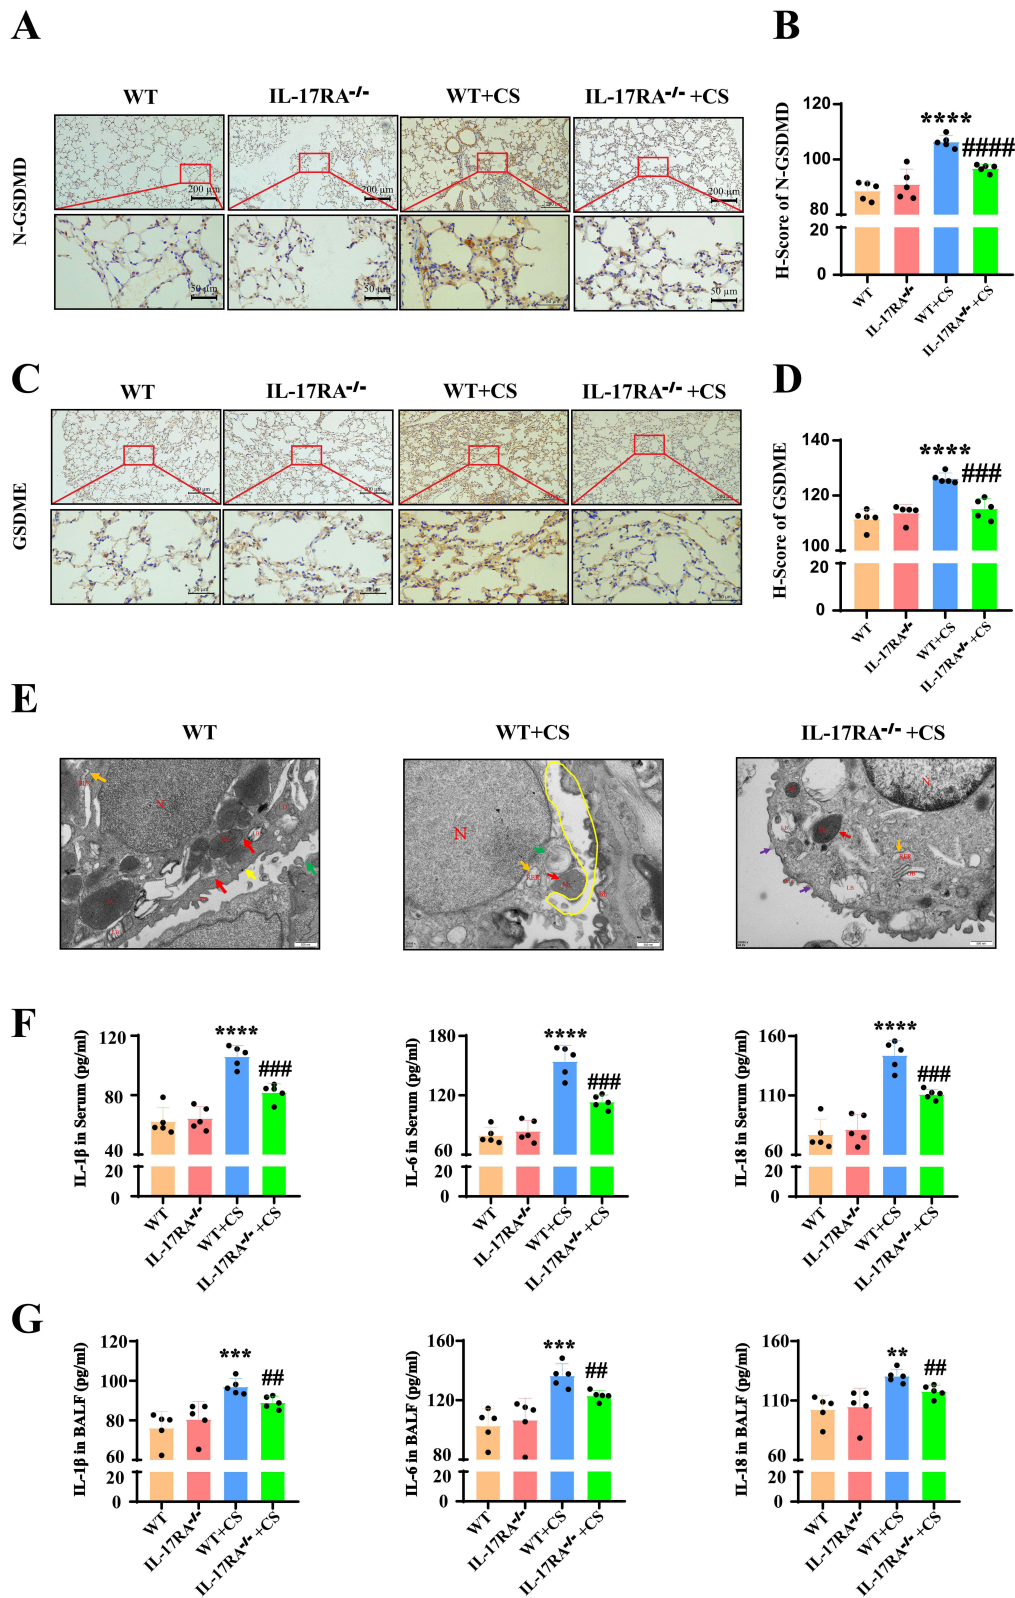 A
B
WT
IL-17RA-/-
WT+CS
IL-17RA-/- +CS
N-GSDMD
200 μm
200 μm
200 μm
50 μm
50 μm
50 μm
H-Score of N-GSDMD
120
100
80
20
0
****
####
WT
IL-17RA-/-
WT+CS
IL-17RA-/- +CS
C
D
WT
IL-17RA-/-
WT+CS
IL-17RA-/- +CS
GSDME
H-Score of GSDME
140
120
100
20
0
****
###
WT
IL-17RA-/-
WT+CS
IL-17RA-/- +CS
E
WT
WT+CS
IL-17RA-/- +CS
N
N
RER
N
RER
LB
F
IL-1β in Serum (pg/ml)
120
80
40
20
0
****
###
WT
IL-17RA-/-
WT+CS
IL-17RA-/- +CS
IL-6 in Serum (pg/ml)
180
120
60
20
0
****
###
WT
IL-17RA-/-
WT+CS
IL-17RA-/- +CS
IL-18 in Serum (pg/ml)
160
110
60
20
0
****
###
WT
IL-17RA-/-
WT+CS
IL-17RA-/- +CS
G
IL-1β in BALF (pg/ml)
120
100
80
60
20
0
***
##
WT
IL-17RA-/-
WT+CS
IL-17RA-/- +CS
IL-6 in BALF (pg/ml)
160
120
80
20
0
***
##
WT
IL-17RA-/-
WT+CS
IL-17RA-/- +CS
IL-18 in BALF (pg/ml)
160
110
60
20
0
**
##
WT
IL-17RA-/-
WT+CS
IL-17RA-/- +CS